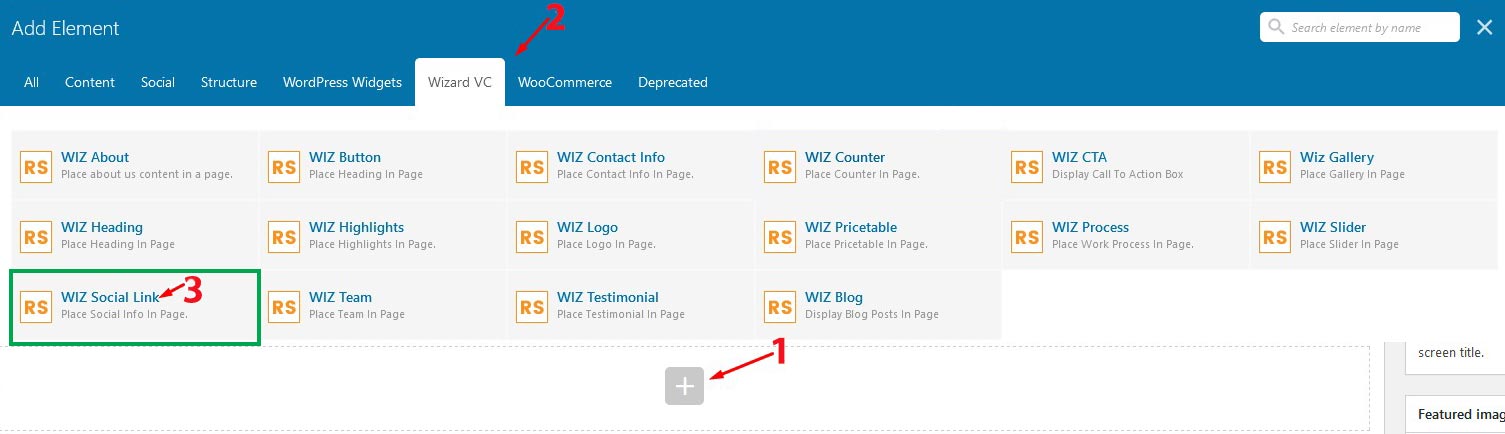 Add Element
2
Search element by name
All Content Social Structure WordPress Widgets Wizard VC WooCommerce Deprecated
RS WIZ About
Place about us content in a page.
RS WIZ Button
Place Heading In Page
RS WIZ Contact Info
Place Contact Info In Page.
RS WIZ Counter
Place Counter In Page.
RS WIZ CTA
Display Call To Action Box
RS Wiz Gallery
Place Gallery In Page
RS WIZ Heading
Place Heading In Page
RS WIZ Highlights
Place Highlights In Page.
RS WIZ Logo
Place Logo In Page.
RS WIZ Pricetable
Place Pricetable In Page.
RS WIZ Process
Place Work Process In Page.
RS WIZ Slider
Place Slider In Page
RS WIZ Social Link 3
Place Social Info In Page.
RS WIZ Team
Place Team In Page
RS WIZ Testimonial
Place Testimonial In Page
RS WIZ Blog
Display Blog Posts In Page
1
screen title.
Featured imag